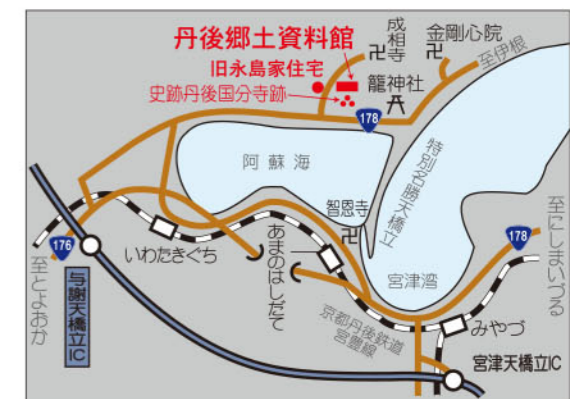 丹後郷土資料館
旧永島家住宅
史跡丹後国分寺跡
成相寺
金剛心院
至伊根
籠神社
178
阿蘇海
特別名勝天橋立
智恩寺
178
176
いわたきぐち
あまのはしだて
宮津湾
至にしまいづる
至とよおか
与謝天橋立IC
京都丹後鉄道
宮豊線
みやづ
宮津天橋立IC